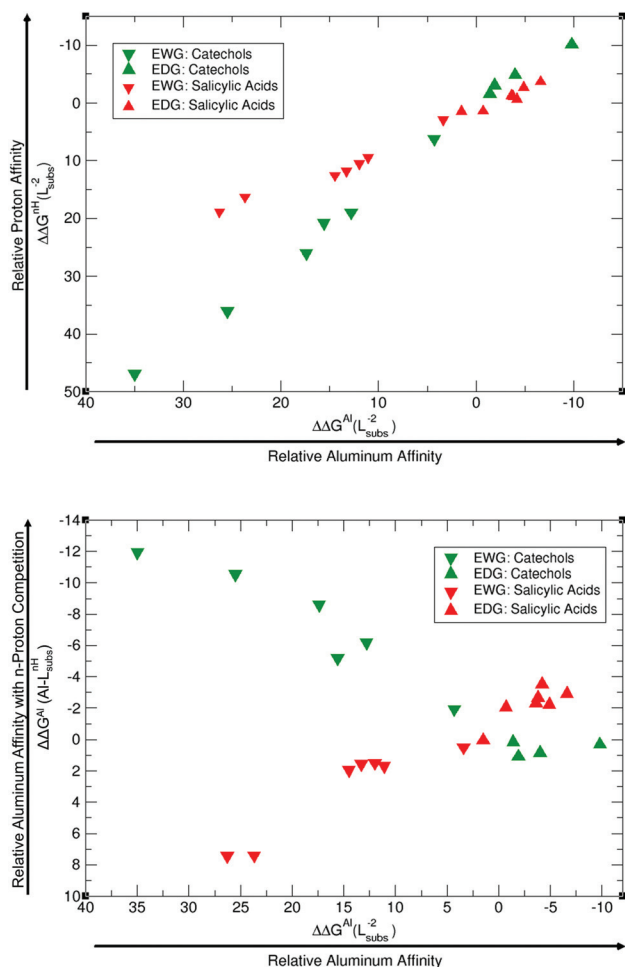 -10
0
10
20
30
40
50
Relative Proton Affinity
ΔΔG^nH(L^-2_subs)
EWG: Catechols
EDG: Catechols
EWG: Salicylic Acids
EDG: Salicylic Acids
40 30 20 10 0 -10
ΔΔG^Al(L^-2_subs)
Relative Aluminum Affinity
-14
-12
-10
-8
-6
-4
-2
0
2
4
6
8
10
Relative Aluminum Affinity with n-Proton Competition
ΔΔG^Al(Al-L^nH_subs)
EWG: Catechols
EDG: Catechols
EWG: Salicylic Acids
EDG: Salicylic Acids
40 35 30 25 20 15 10 5 0 -5 -10
ΔΔG^Al(L^-2_subs)
Relative Aluminum Affinity